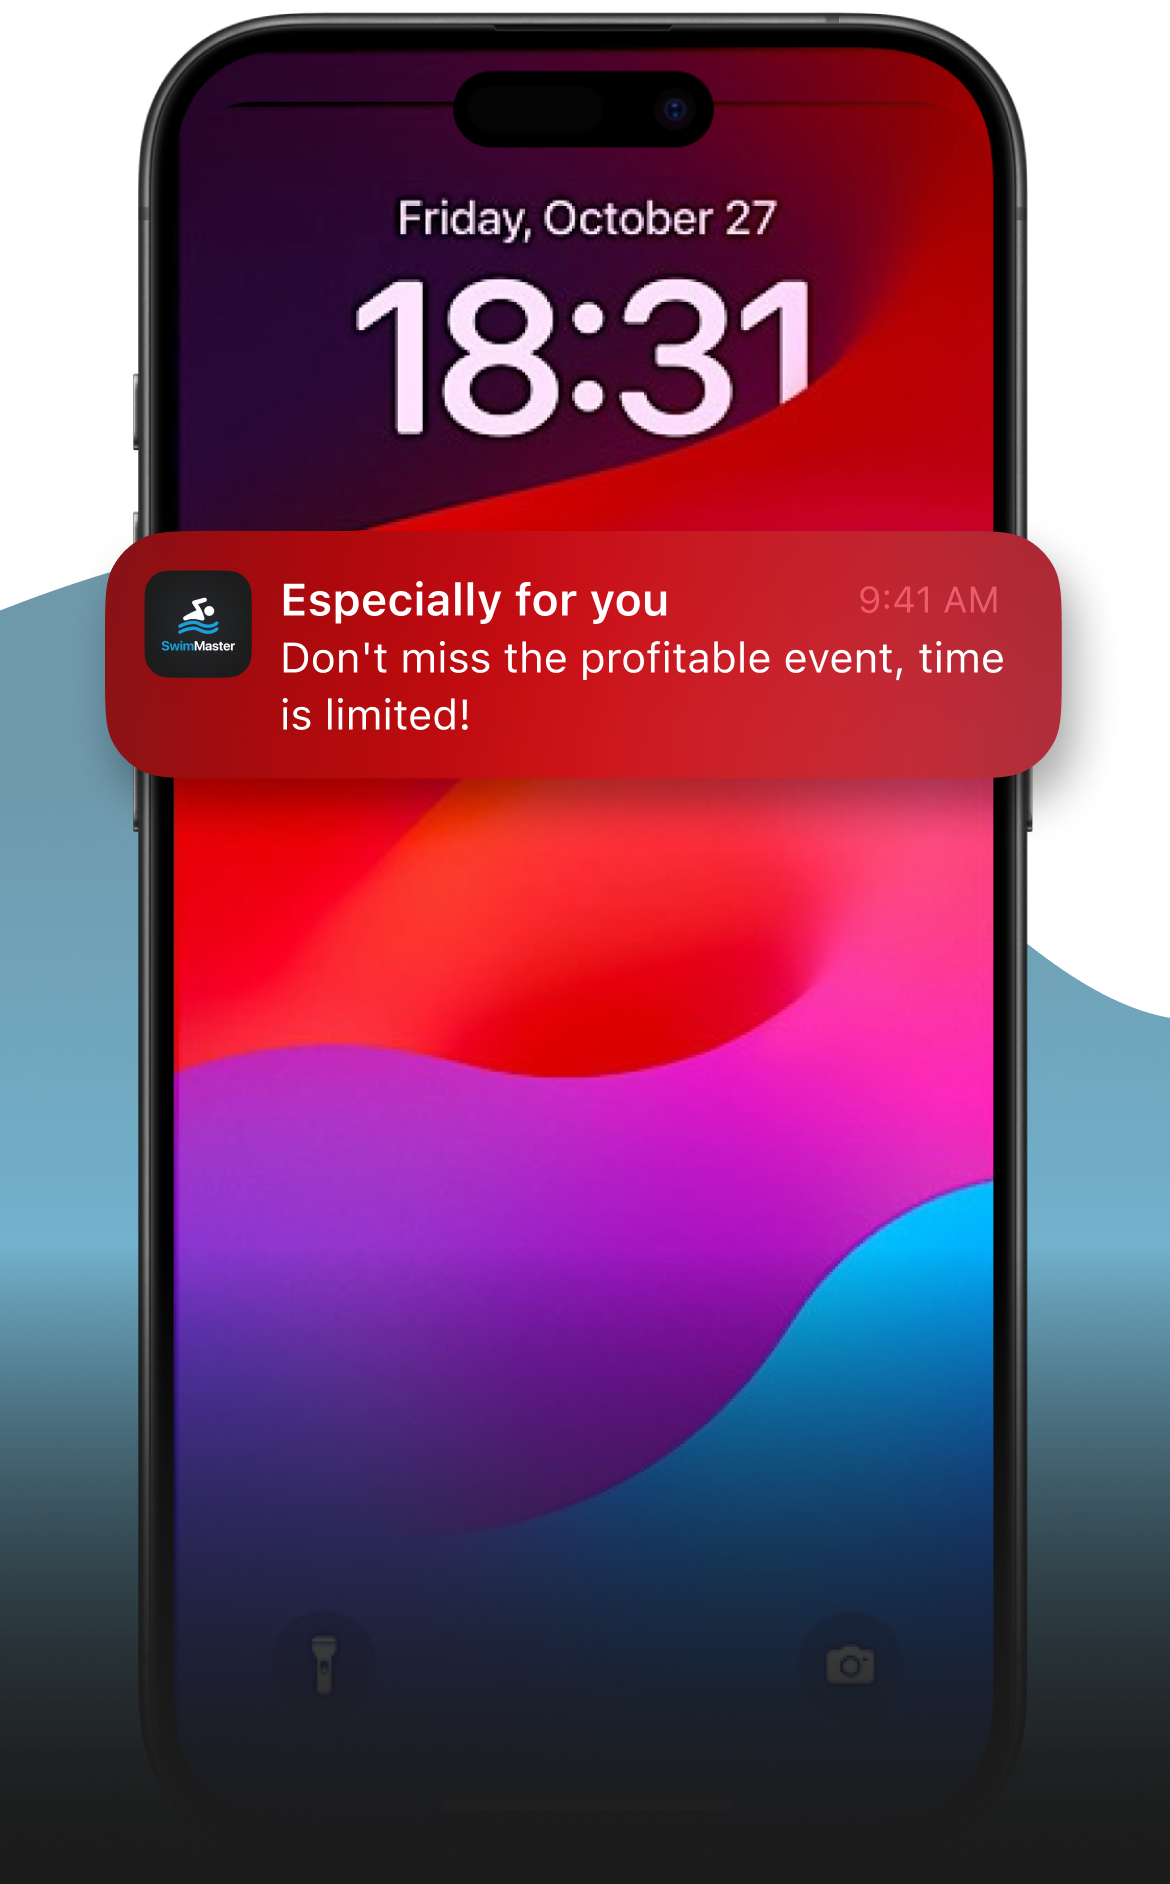 Friday, October 27
18:31
Especially for you
9:41 AM
Don't miss the profitable event, time
is limited!
SwimMaster